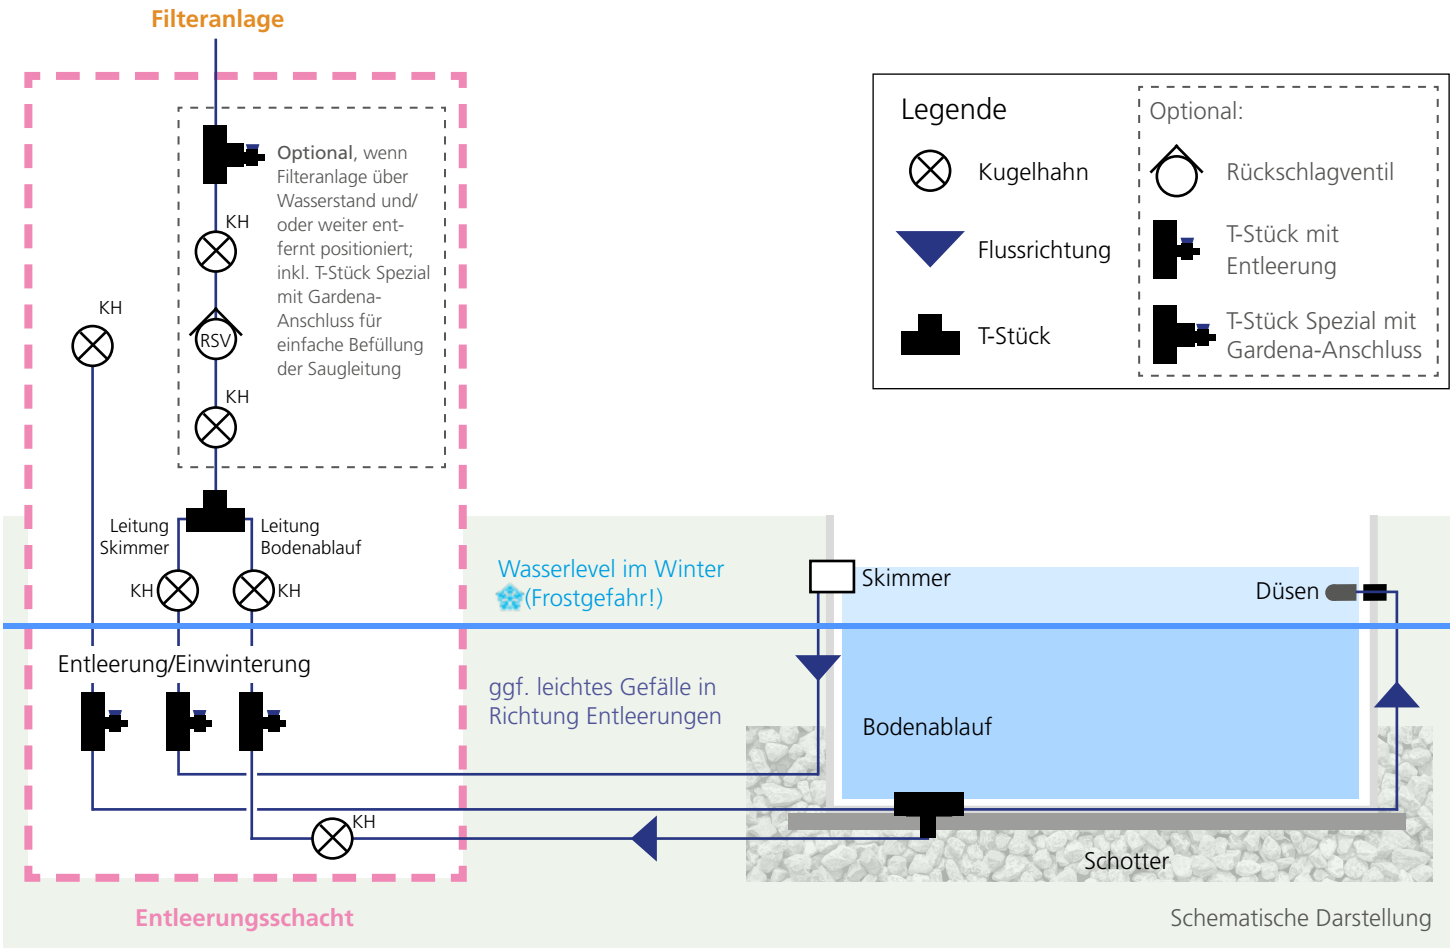 Filteranlage
Optional, wenn
Filteranlage über
Wasserstand und/
oder weiter ent-
fernt positioniert;
inkl. T-Stück Spezial
mit Gardena-
Anschluss für
einfache Befüllung
der Saugleitung
KH
KH
RSV
KH
Leitung
Skimmer
Leitung
Bodenablauf
KH
KH
Entleerung/Einwinterung
KH
Entleerungsschacht
Legende
Kugelhahn
Flussrichtung
T-Stück
Optional:
Rückschlagventil
T-Stück mit
Entleerung
T-Stück Spezial mit
Gardena-Anschluss
Wasserlevel im Winter
(Frostgefahr!)
ggf. leichtes Gefälle in
Richtung Entleerungen
Skimmer
Düsen
Bodenablauf
Schotter
Schematische Darstellung